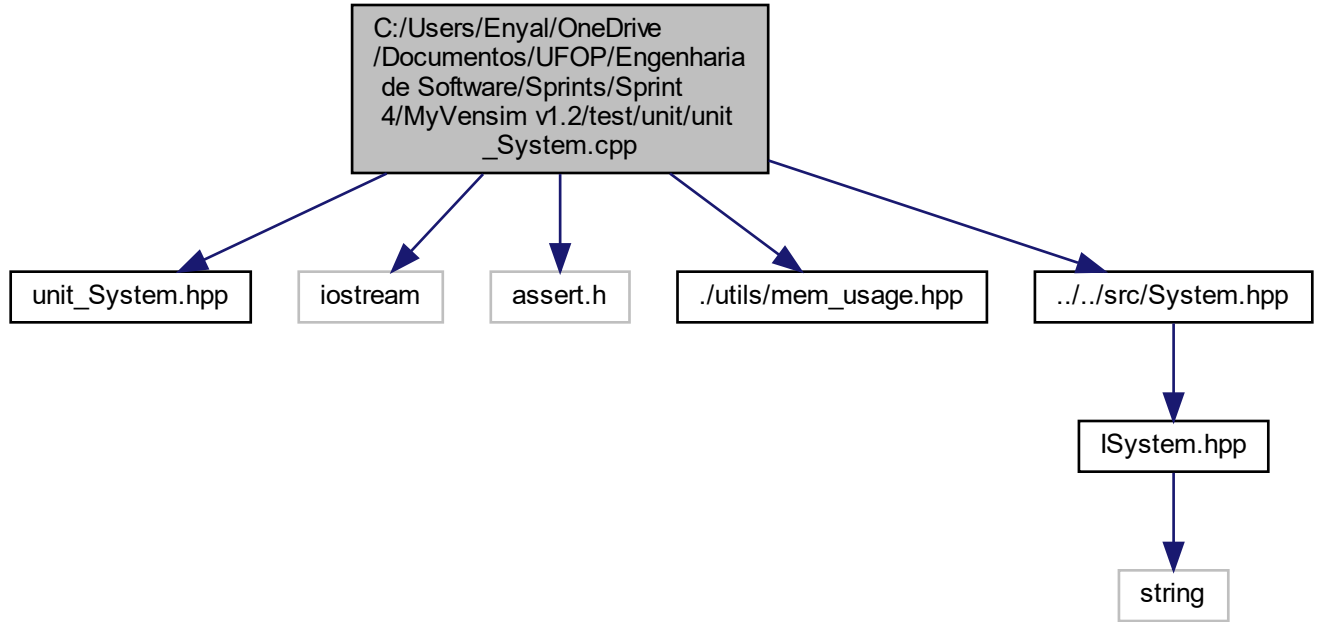 C:/Users/Enyal/OneDrive
/Documentos/UFOP/Engenharia
de Software/Sprints/Sprint
4/MyVensim v1.2/test/unit/unit
_System.cpp
unit_System.hpp
iostream
assert.h
./utils/mem_usage.hpp
../../src/System.hpp
ISystem.hpp
string